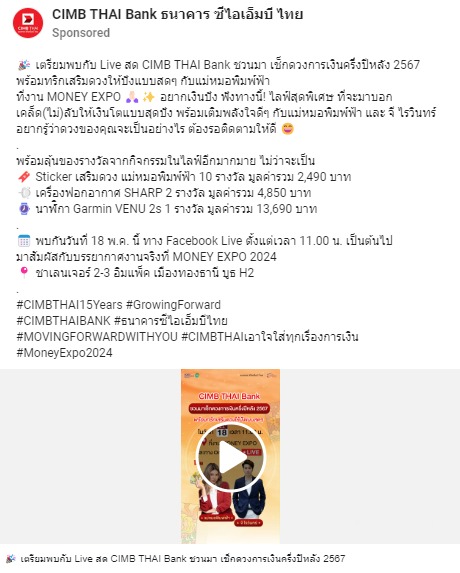 CIMB THAI Bank ธนาคาร ซีไอเอ็มบี ไทย
Sponsored
🎉 เตรียมพบกับ Live สด CIMB THAI Bank ชวนมา เช็กดวงการเงินครึ่งปีหลัง 2567
พร้อมทริกเสริมดวงให้ปังแบบสดๆ กับแม่หมอพิมพ์ฟ้า
ที่งาน MONEY EXPO 🙏 ✨ อยากเงินปัง ฟังทางนี้! ไลฟ์สุดพิเศษ ที่จะมาบอก
เคล็ด(ไม่)ลับให้เงินโตแบบสุดปัง พร้อมเติมพลังใจดีๆ กับแม่หมอพิมพ์ฟ้า และ จี ไรวินทร์
อยากรู้ว่าดวงของคุณจะเป็นอย่างไร ต้องรอติดตามให้ดี 😄
.
พร้อมลุ้นของรางวัลจากกิจกรรมในไลฟ์อีกมากมาย ไม่ว่าจะเป็น
Sticker เสริมดวง แม่หมอพิมพ์ฟ้า 10 รางวัล มูลค่ารวม 2,490 บาท
เครื่องฟอกอากาศ SHARP 2 รางวัล มูลค่ารวม 4,850 บาท
⌚ นาฬิกา Garmin VENU 2s 1 รางวัล มูลค่ารวม 13,690 บาท
.
🗓️ พบกันวันที่ 18 พ.ค. นี้ ทาง Facebook Live ตั้งแต่เวลา 11.00 น. เป็นต้นไป
มาสัมผัสกับบรรยากาศงานจริงที่ MONEY EXPO 2024
📍 ชาเลนเจอร์ 2-3 อิมแพ็ค เมืองทองธานี บูธ H2
.
#CIMBTHAI15Years #GrowingForward
#CIMBTHAIBANK #ธนาคารซีไอเอ็มบีไทย
#MOVINGFORWARDWITHYOU #CIMBTHAIเอาใจใส่ทุกเรื่องการเงิน
#MoneyExpo2024
CIMB THAI Bank
ชวนมาเช็กดวงการเงินครึ่งปีหลัง 2567
18
MONEY EXPO
LIVE
🎉 เตรียมพบกับ Live สด CIMB THAI Bank ชวนมา เช็กดวงการเงินครึ่งปีหลัง 2567